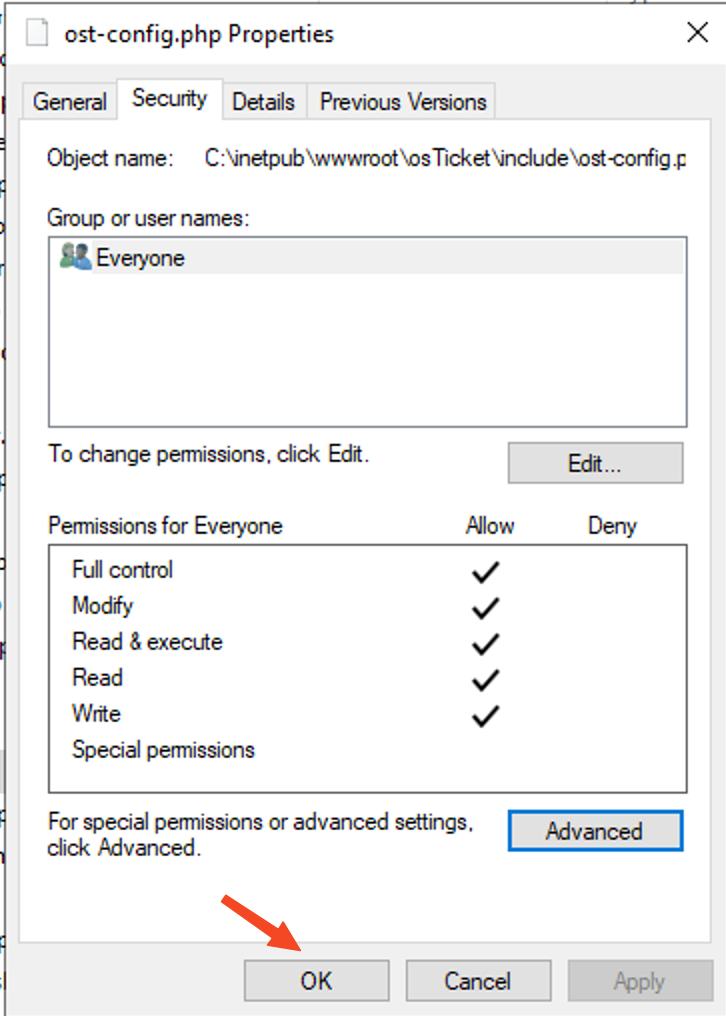 ost-config.php Properties
General Security Details Previous Versions
Object name: C:\inetpub\wwwroot\osTicket\include\ost-config.p
Group or user names:
Everyone
To change permissions, click Edit.
Edit...
Permissions for Everyone Allow Deny
Full control
Modify
Read & execute
Read
Write
Special permissions
For special permissions or advanced settings,
click Advanced.
Advanced
OK Cancel Apply